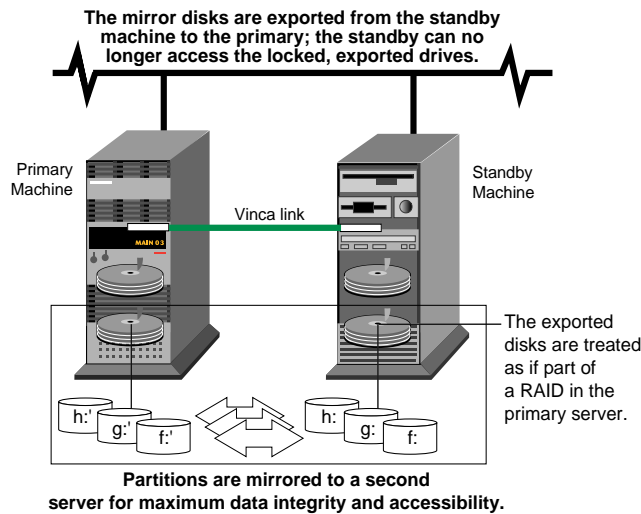 The mirror disks are exported from the standby
machine to the primary; the standby can no
longer access the locked, exported drives.
Primary
Machine
Standby
Machine
Vinca link
MAIN 03
The exported
disks are treated
as if part of
a RAID in the
primary server.
h:'
g:'
f:'
h:
g:
f:
Partitions are mirrored to a second
server for maximum data integrity and accessibility.